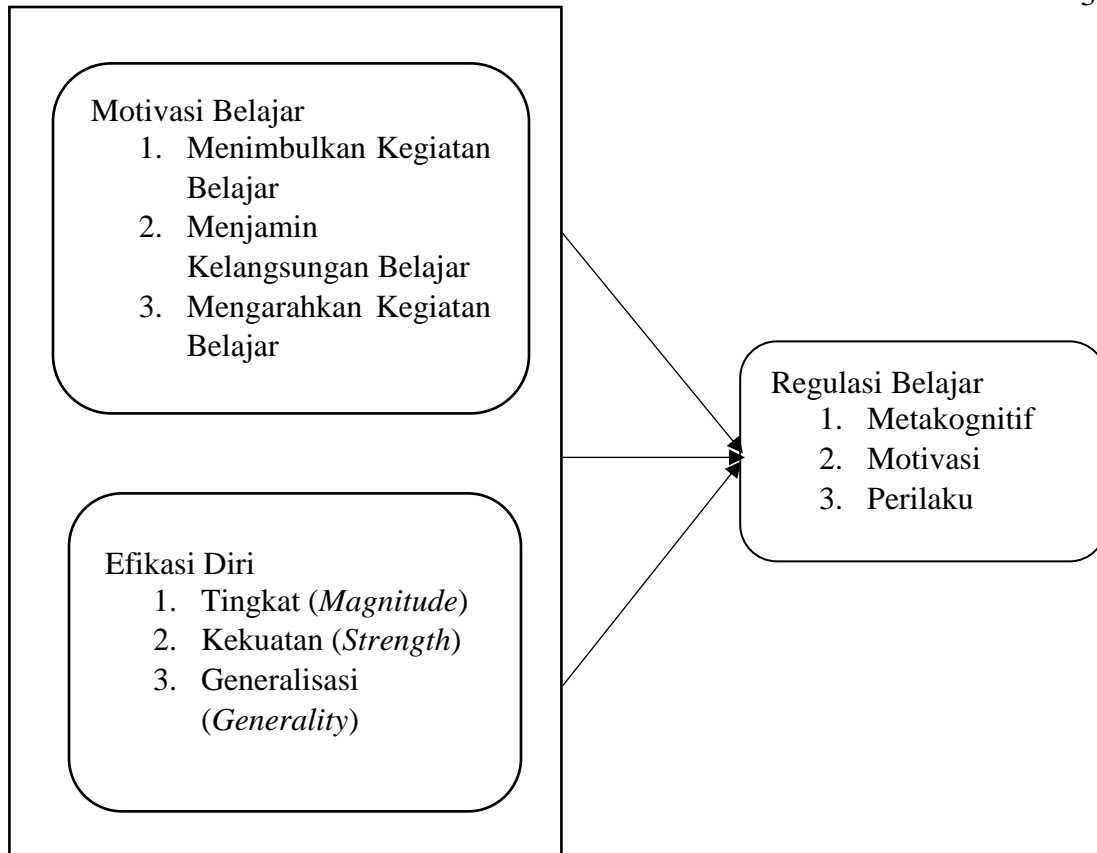 Motivasi Belajar
1. Menimbulkan Kegiatan
Belajar
2. Menjamin
Kelangsungan Belajar
3. Mengarahkan Kegiatan
Belajar
Regulasi Belajar
1. Metakognitif
2. Motivasi
3. Perilaku
Efikasi Diri
1. Tingkat (Magnitude)
2. Kekuatan (Strength)
3. Generalisasi
(Generality)